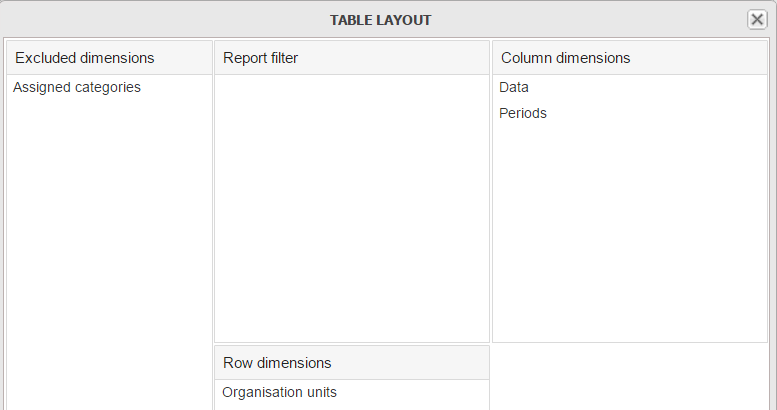 TABLE LAYOUT
Excluded dimensions
Assigned categories
Report filter
Column dimensions
Data
Periods
Row dimensions
Organisation units